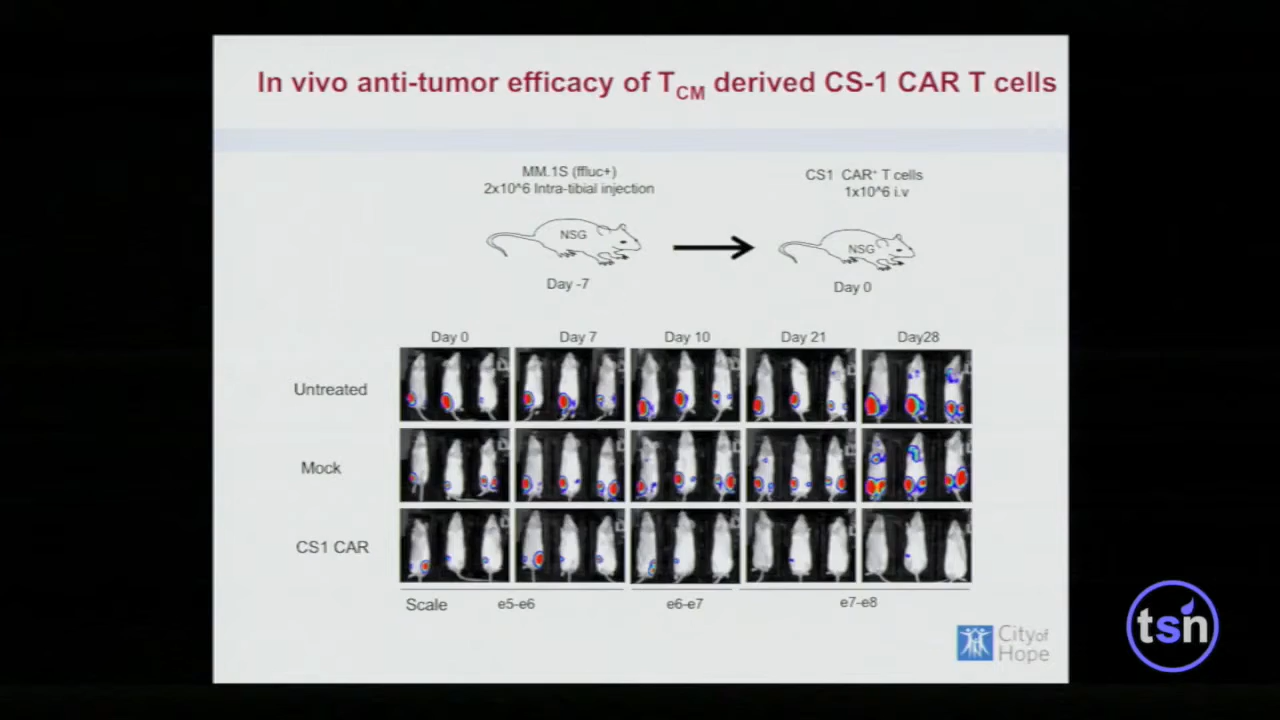 In vivo anti-tumor efficacy of TCM derived CS-1 CAR T cells
MM.1S (ffluc+)
2x10^6 Intra-tibial injection
CS1 CAR⁺ T cells
1x10^6 i.v
NSG
NSG
Day -7
Day 0
Day 0 Day 7 Day 10 Day 21 Day28
Untreated
Mock
CS1 CAR
Scale e5-e6 e6-e7 e7-e8
City of
Hope
tsn